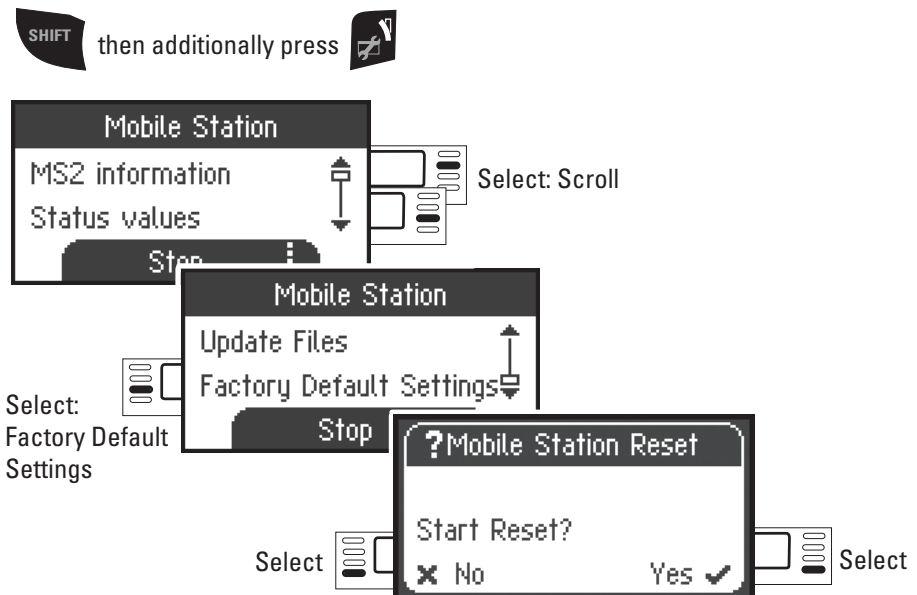 SHIFT then additionally press
Mobile Station
MS2 information
Status values
Stop
Select: Scroll
Mobile Station
Update Files
Factory Default Settings
Stop
Select:
Factory Default
Settings
?Mobile Station Reset
Start Reset?
No Yes
Select
Select